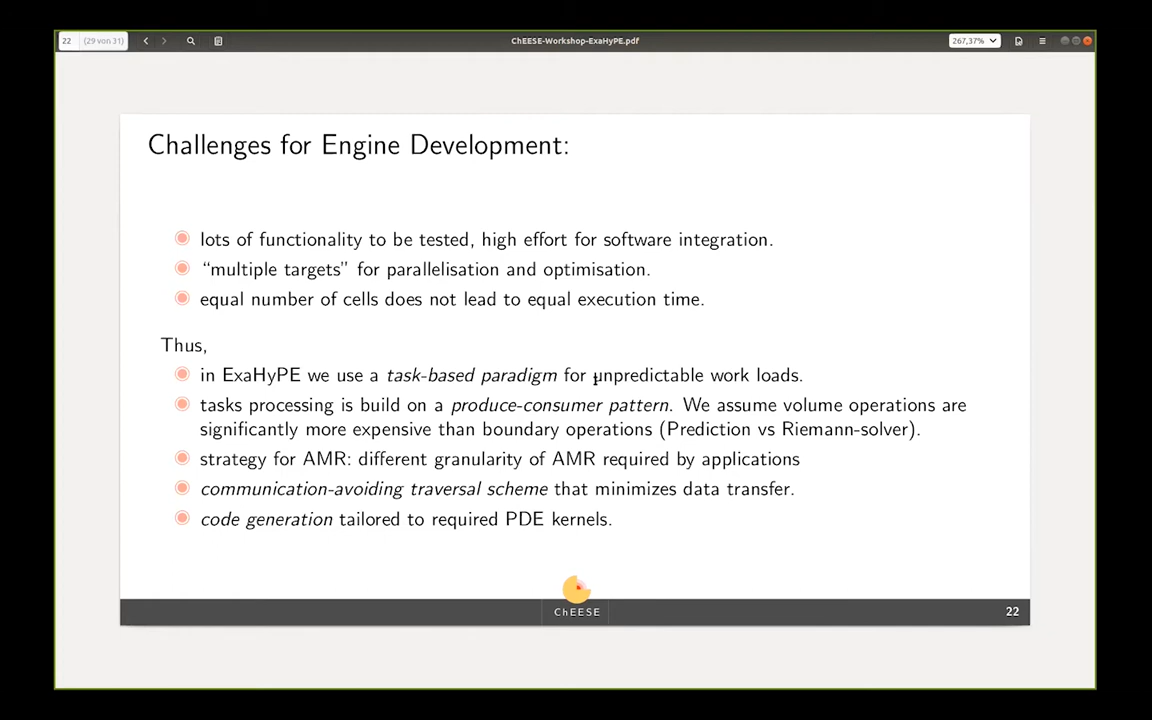 22 (29 von 31)
ChEESE-Workshop-ExaHyPE.pdf
267,37%
Challenges for Engine Development:
lots of functionality to be tested, high effort for software integration.
“multiple targets” for parallelisation and optimisation.
equal number of cells does not lead to equal execution time.
Thus,
in ExaHyPE we use a task-based paradigm for unpredictable work loads.
tasks processing is build on a produce-consumer pattern. We assume volume operations are
significantly more expensive than boundary operations (Prediction vs Riemann-solver).
strategy for AMR: different granularity of AMR required by applications
communication-avoiding traversal scheme that minimizes data transfer.
code generation tailored to required PDE kernels.
ChEESE
22